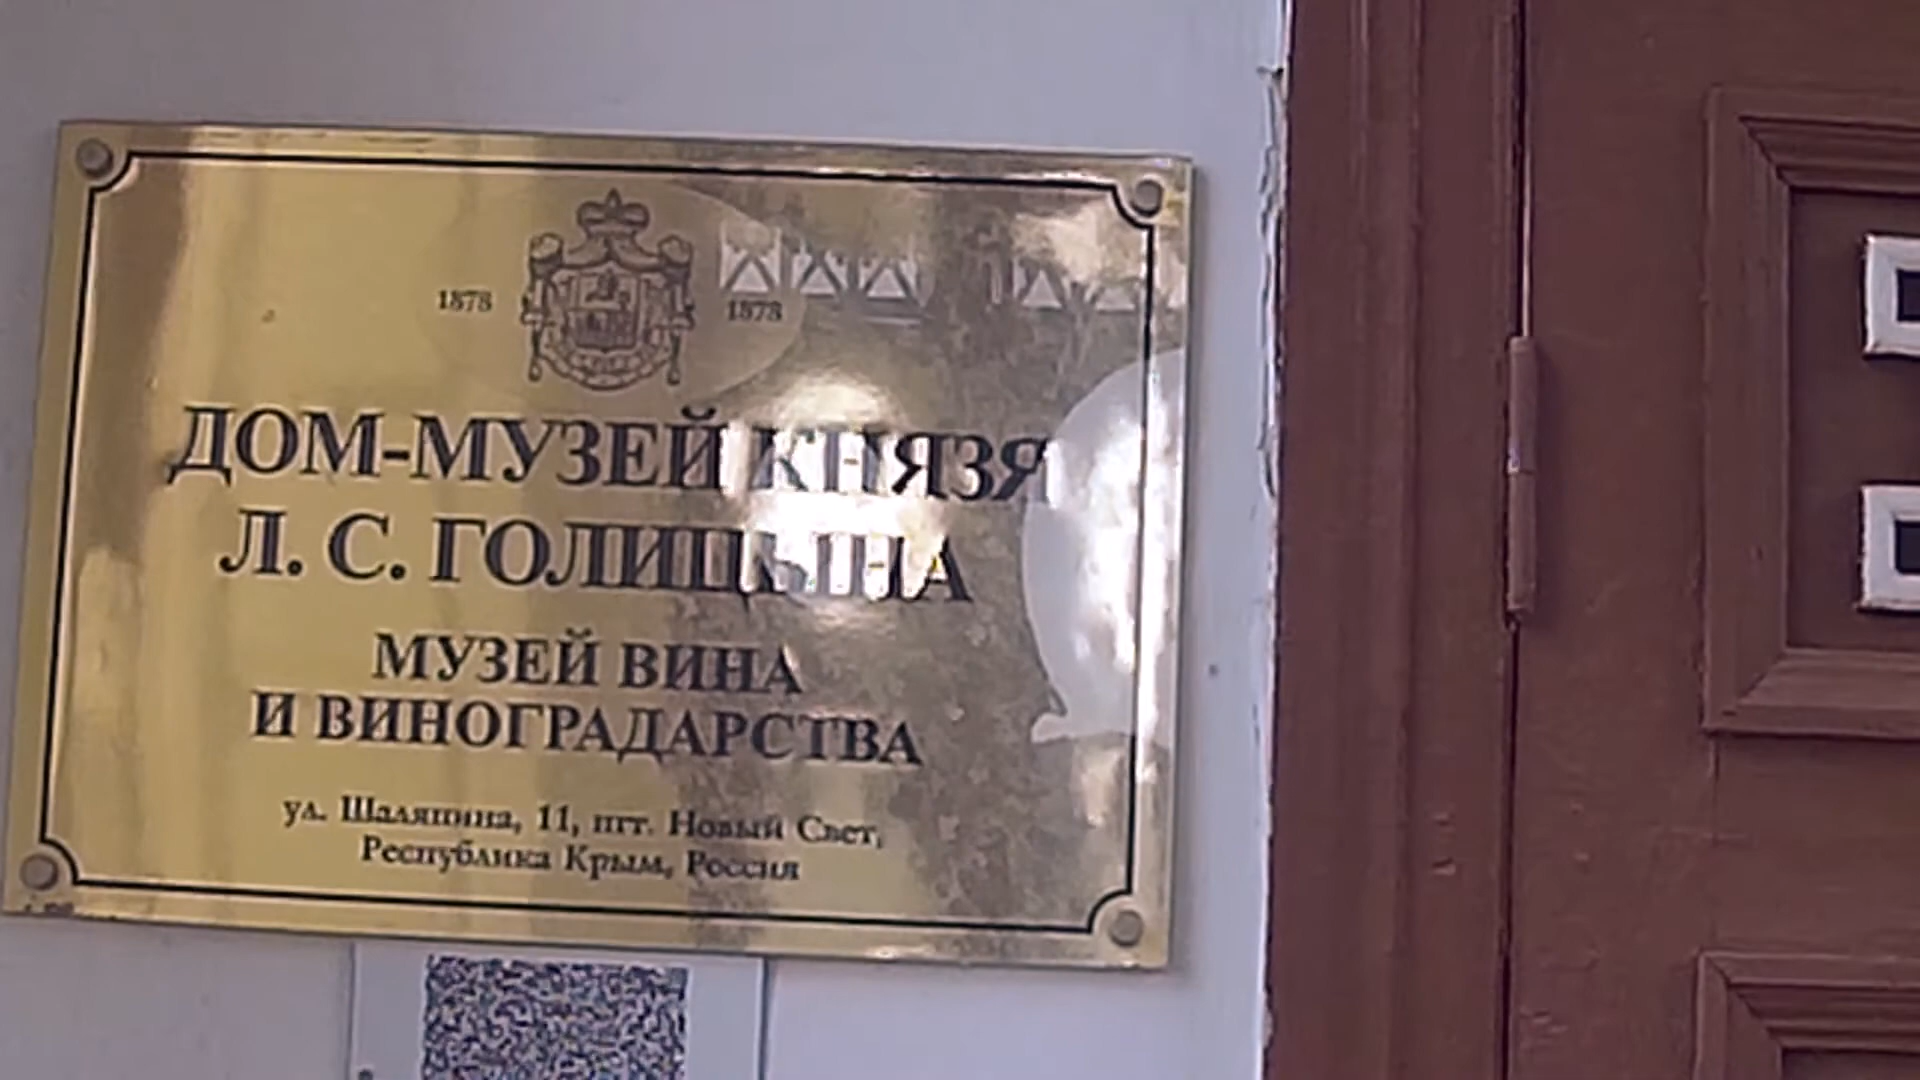 1878 1878
ДОМ-МУЗЕЙ КНЯЗЯ
Л. С. ГОЛИЦЫНА
МУЗЕЙ ВИНА
И ВИНОГРАДАРСТВА
ул. Шаляпина, 11, пгт. Новый Свет,
Республика Крым, Россия